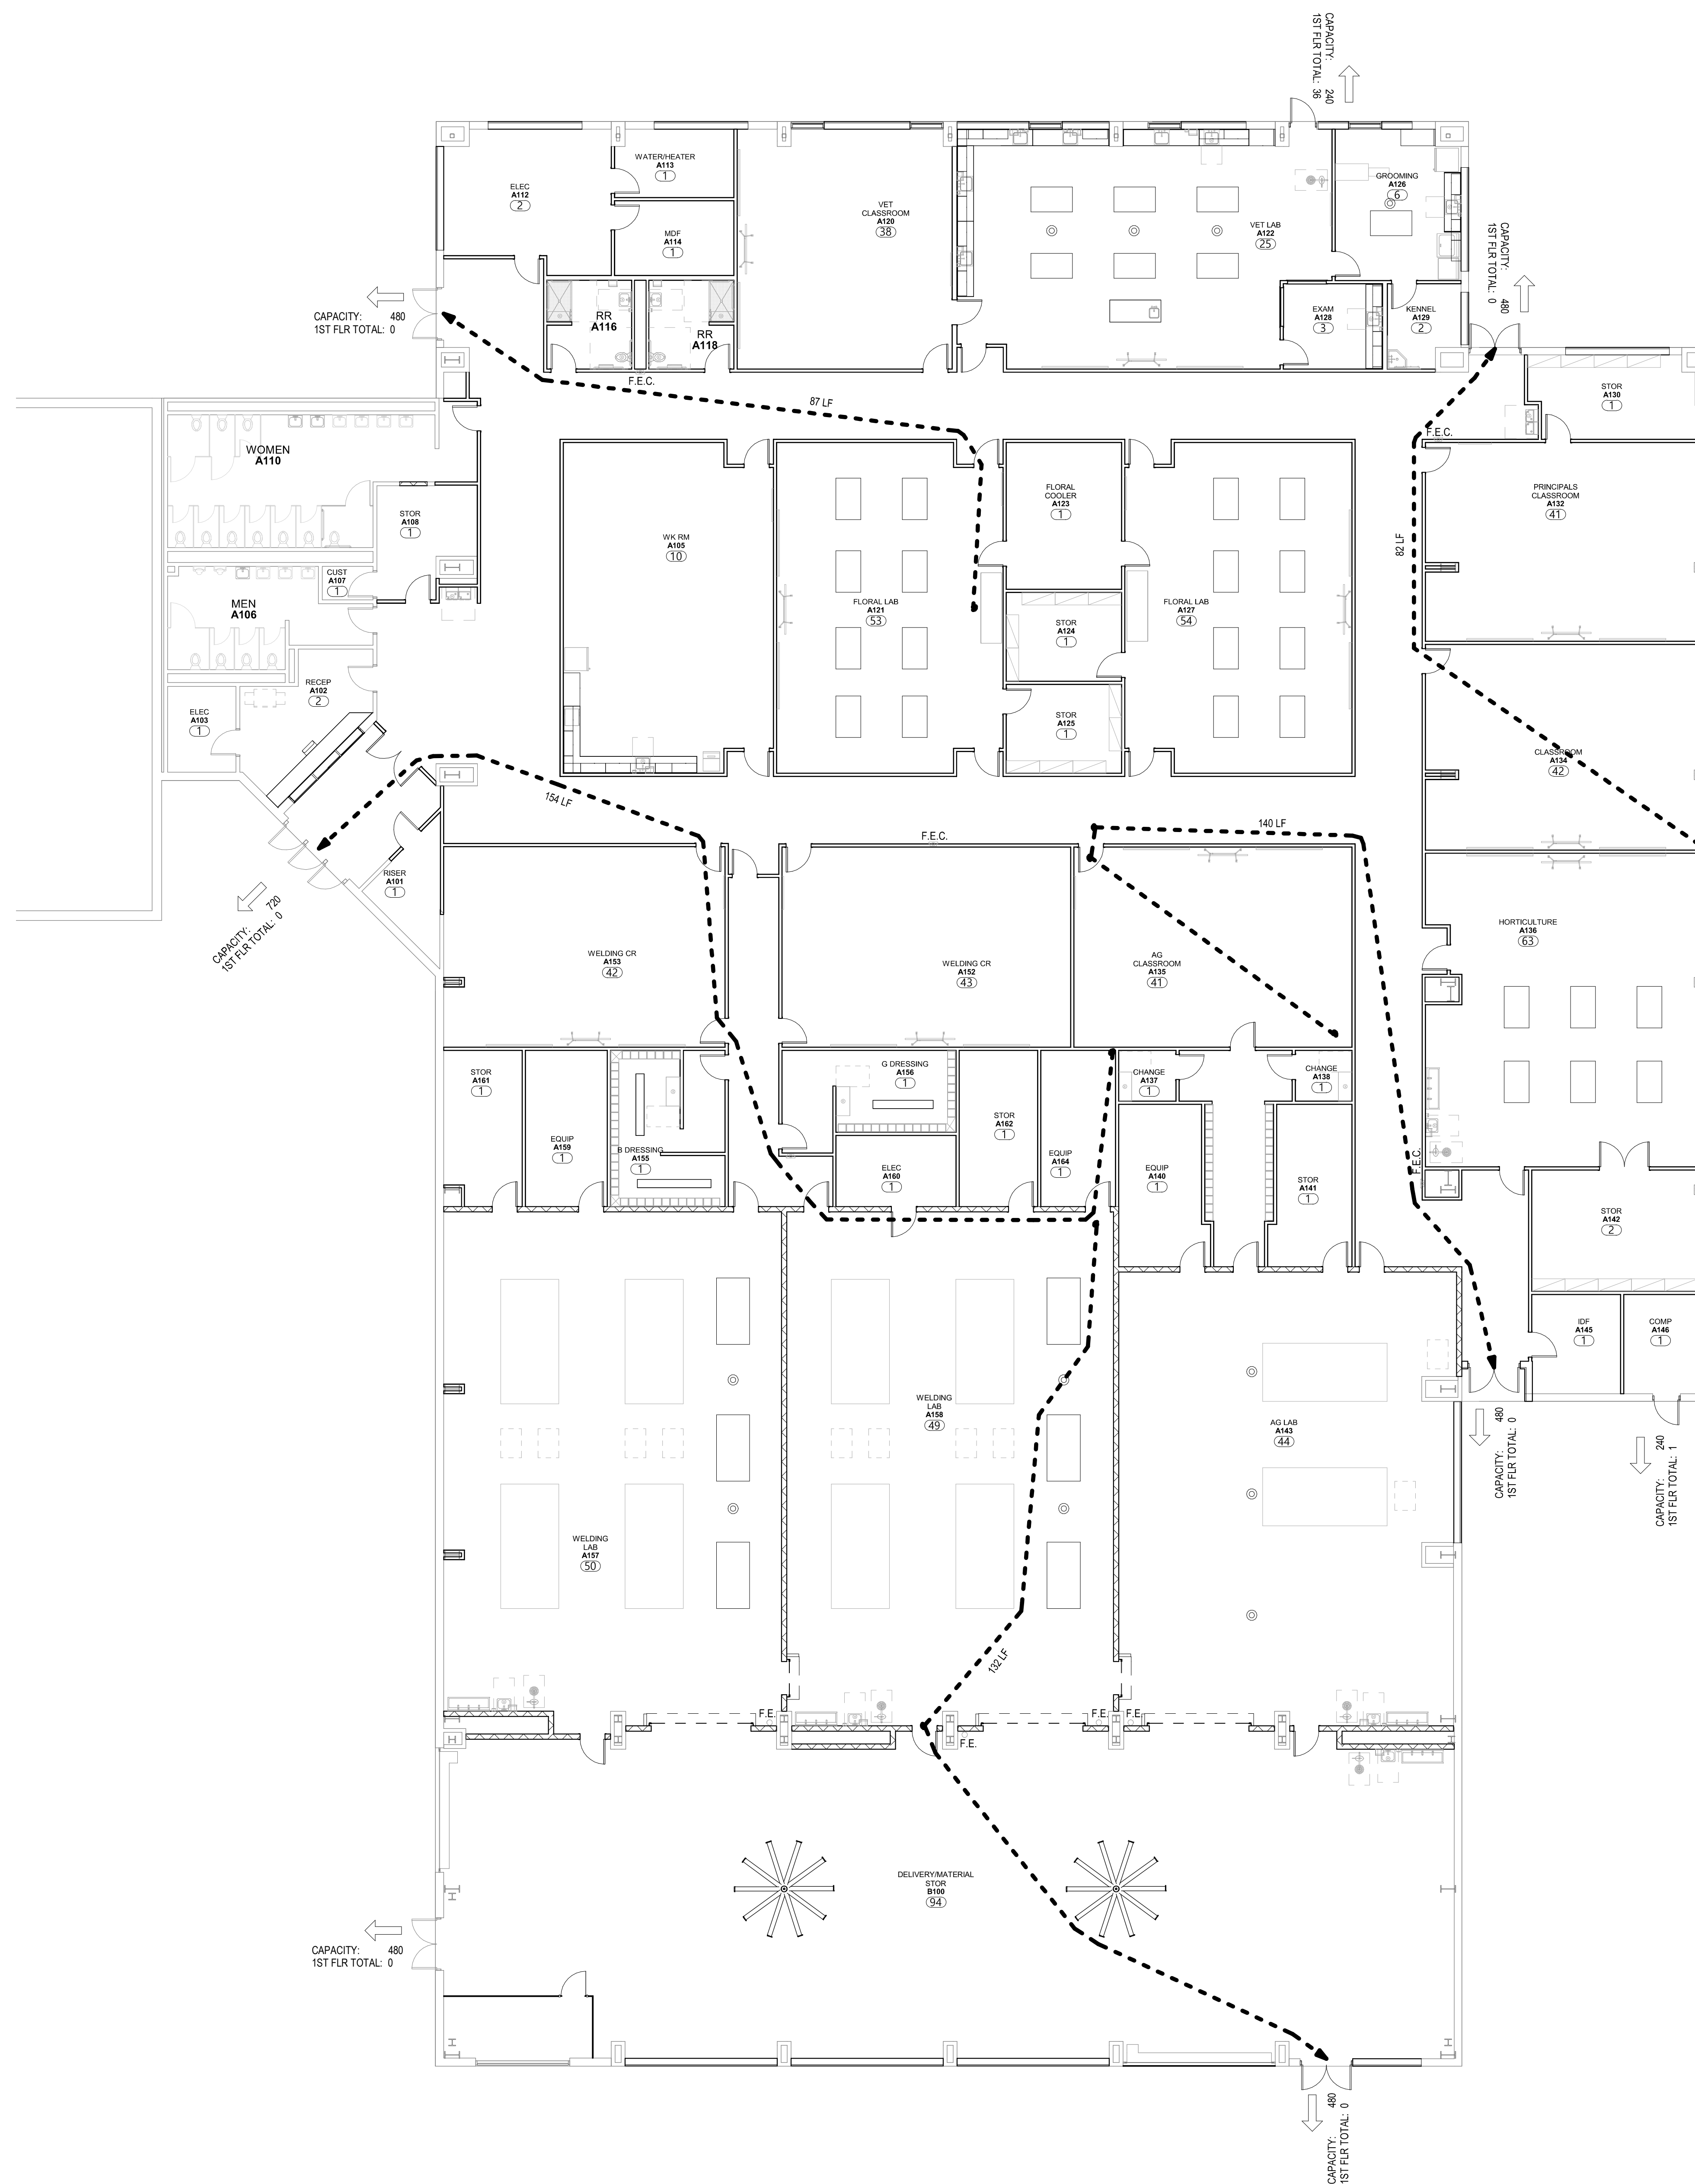 CAPACITY: 240
1ST FLR TOTAL: 36
WATER/HEATER
A113
1
ELEC
A112
2
MDF
A114
1
VET
CLASSROOM
A120
38
VET LAB
A122
25
GROOMING
A126
6
CAPACITY: 480
1ST FLR TOTAL: 0
CAPACITY: 480
1ST FLR TOTAL: 0
RR
A116
RR
A118
EXAM
A128
3
KENNEL
A129
2
F.E.C.
87 LF
STOR
A130
1
F.E.C.
WOMEN
A110
STOR
A108
1
CUST
A107
1
MEN
A106
WK RM
A105
10
FLORAL
COOLER
A123
1
PRINCIPALS
CLASSROOM
A132
41
82 LF
FLORAL LAB
A121
53
FLORAL LAB
A127
54
STOR
A124
1
RECEP
A102
2
ELEC
A103
1
STOR
A125
1
CLASSROOM
A134
42
154 LF
F.E.C.
140 LF
RISER
A101
1
CAPACITY: 720
1ST FLR TOTAL: 0
WELDING CR
A153
42
WELDING CR
A152
43
AG
CLASSROOM
A135
41
HORTICULTURE
A136
63
STOR
A161
1
G DRESSING
A156
1
CHANGE
A137
1
CHANGE
A138
1
EQUIP
A159
1
B DRESSING
A155
1
STOR
A162
1
ELEC
A160
1
EQUIP
A164
1
EQUIP
A140
1
STOR
A141
1
F.E.C.
STOR
A142
2
IDF
A145
1
COMP
A146
1
WELDING
LAB
A158
49
AG LAB
A143
44
CAPACITY: 480
1ST FLR TOTAL: 0
CAPACITY: 240
1ST FLR TOTAL: 1
WELDING
LAB
A157
50
132 LF
F.E.
F.E.
F.E.
F.E.
DELIVERY/MATERIAL
STOR
B100
94
CAPACITY: 480
1ST FLR TOTAL: 0
CAPACITY: 480
1ST FLR TOTAL: 0